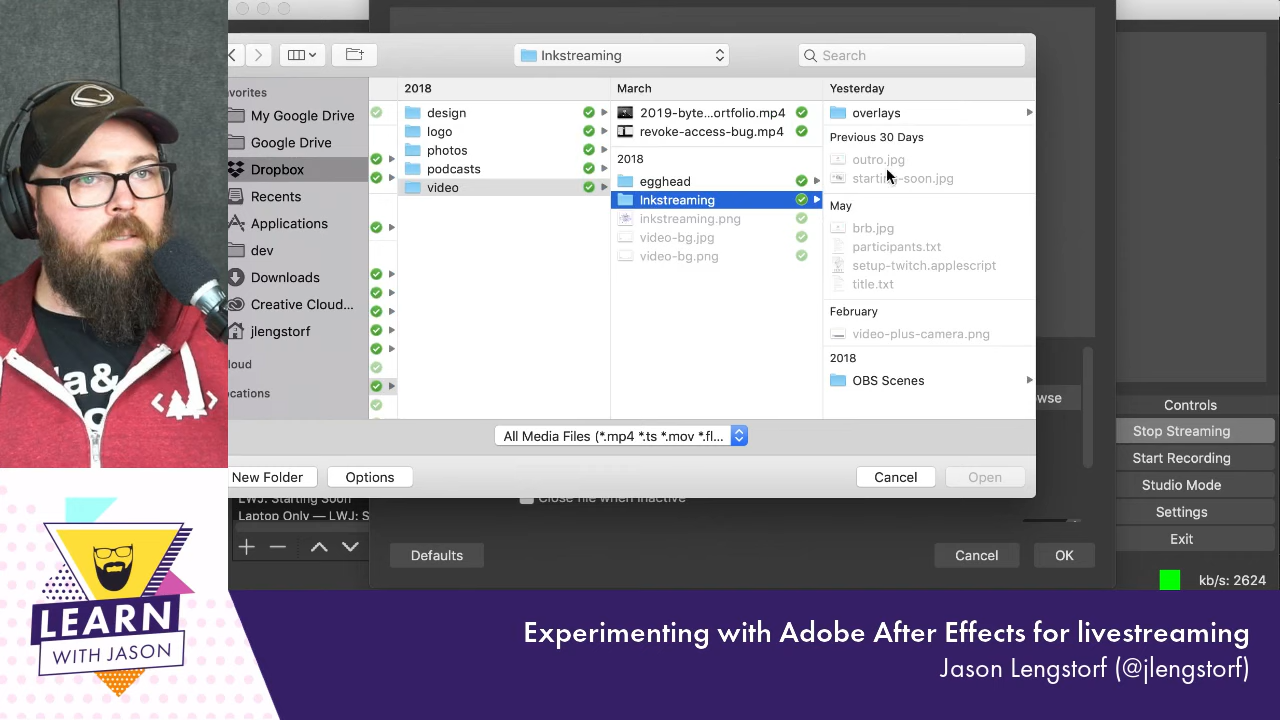 Inkstreaming
Search
vorites
My Google Drive
Google Drive
Dropbox
Recents
Applications
dev
Downloads
Creative Cloud...
jlengstorf
loud
ocations
2018
design
logo
photos
podcasts
video
March
2019-byte...ortfolio.mp4
revoke-access-bug.mp4
2018
egghead
Inkstreaming
inkstreaming.png
video-bg.jpg
video-bg.png
Yesterday
overlays
Previous 30 Days
outro.jpg
starting-soon.jpg
May
brb.jpg
participants.txt
setup-twitch.applescript
title.txt
February
video-plus-camera.png
2018
OBS Scenes
wse
All Media Files (*.mp4 *.ts *.mov *.fl...
New Folder
Options
Cancel
Open
LWJ: Starting Soon
Close file when inactive
Laptop Only — LWJ: S
Defaults
Cancel
OK
Controls
Stop Streaming
Start Recording
Studio Mode
Settings
Exit
kb/s: 2624
LEARN
WITH JASON
Experimenting with Adobe After Effects for livestreaming
Jason Lengstorf (@jlengstorf)